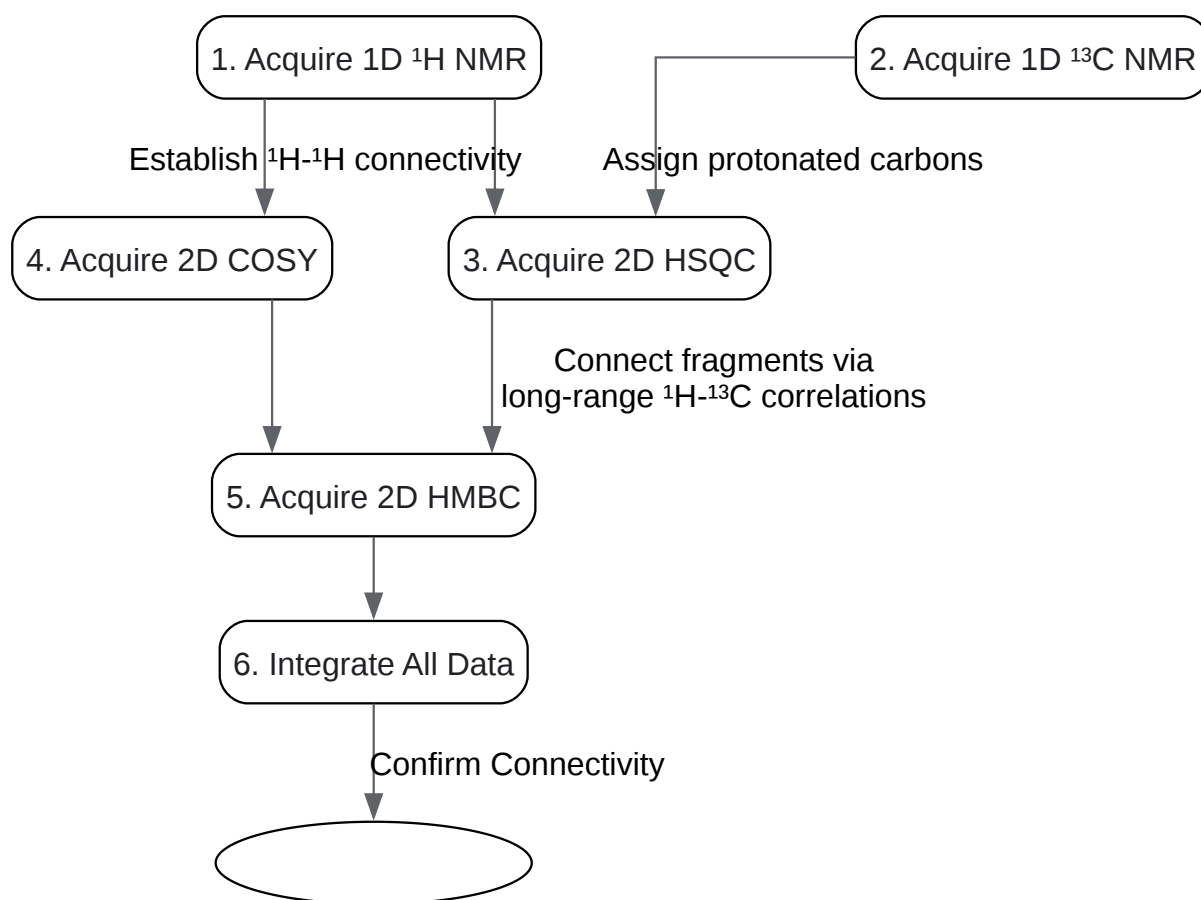 1. Acquire 1D ¹H NMR
2. Acquire 1D ¹³C NMR
Establish ¹H-¹H connectivity
Assign protonated carbons
4. Acquire 2D COSY
3. Acquire 2D HSQC
Connect fragments via
long-range ¹H-¹³C correlations
5. Acquire 2D HMBC
6. Integrate All Data
Confirm Connectivity